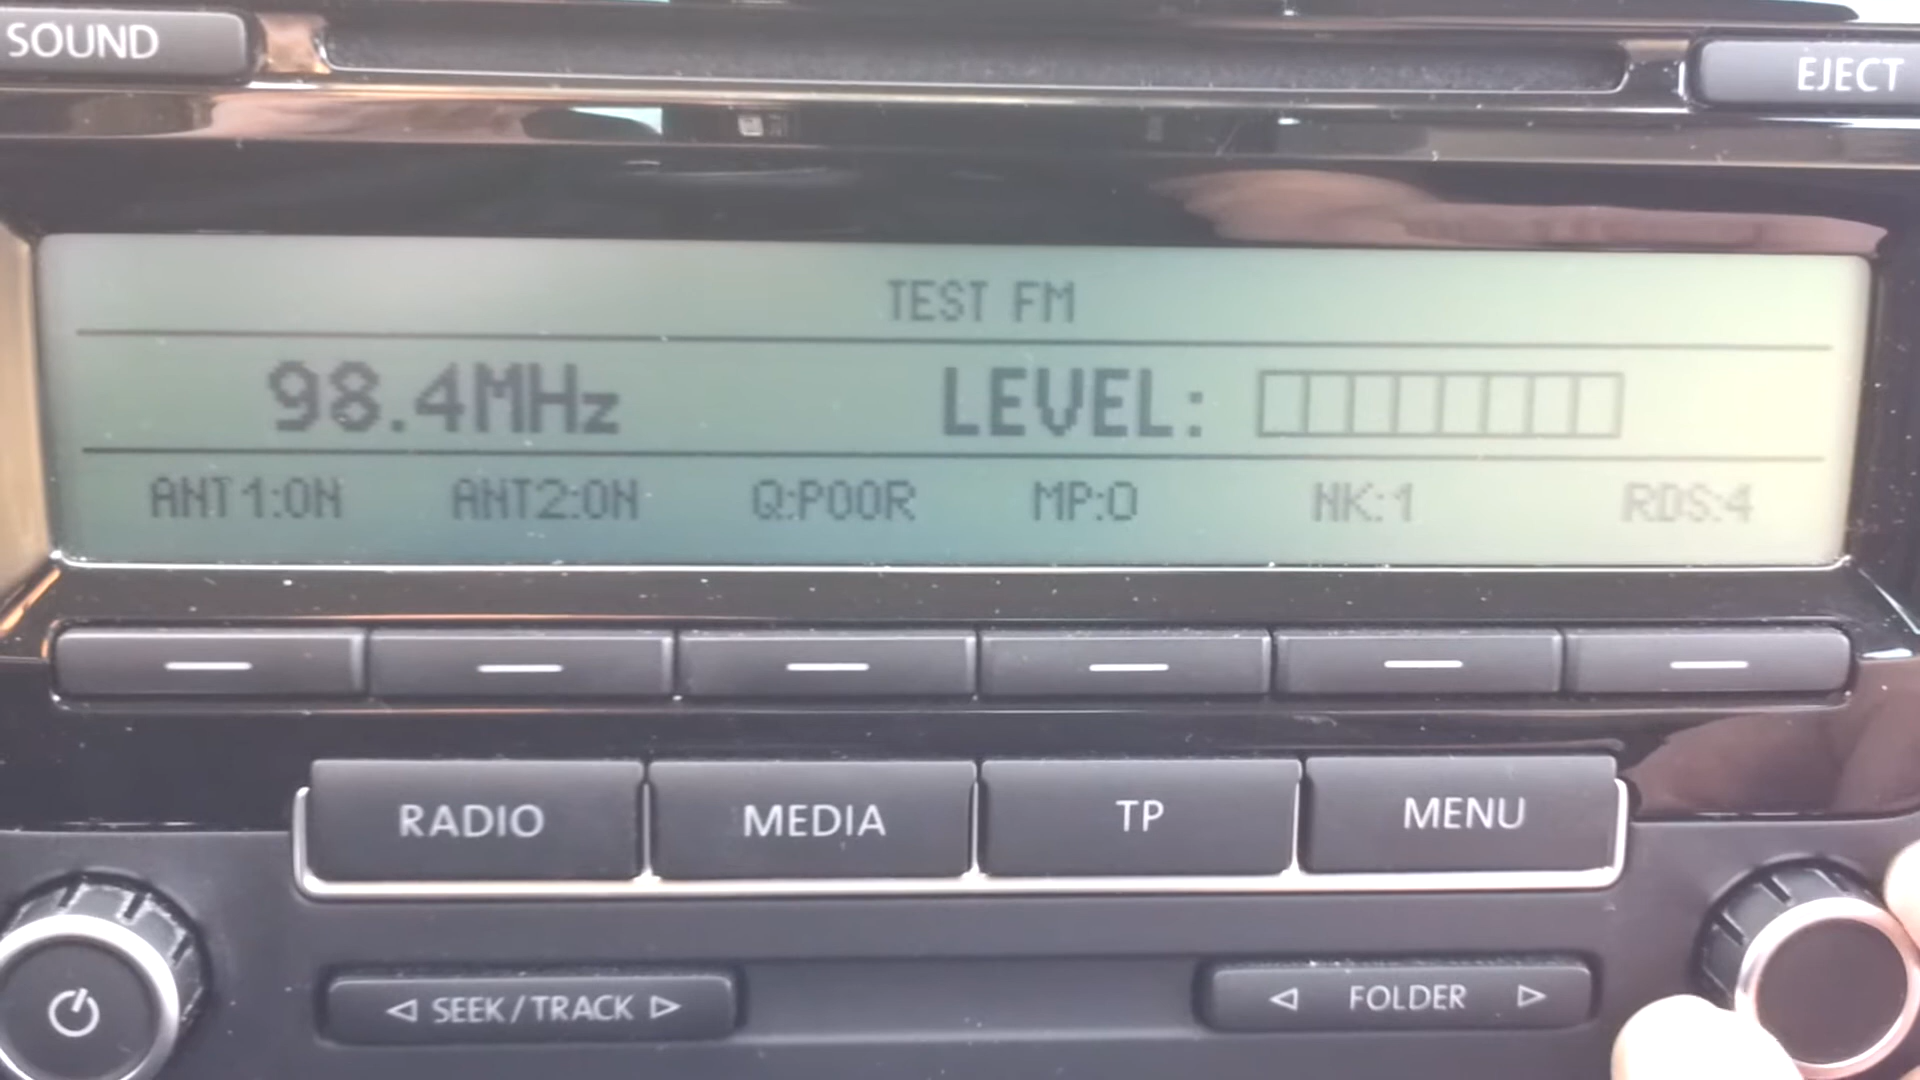 SOUND
EJECT
TEST FM
98.4MHz LEVEL:
ANT1:ON ANT2:ON Q:POOR MP:0 NK:1 RDS:4
RADIO MEDIA TP MENU
SEEK/TRACK FOLDER